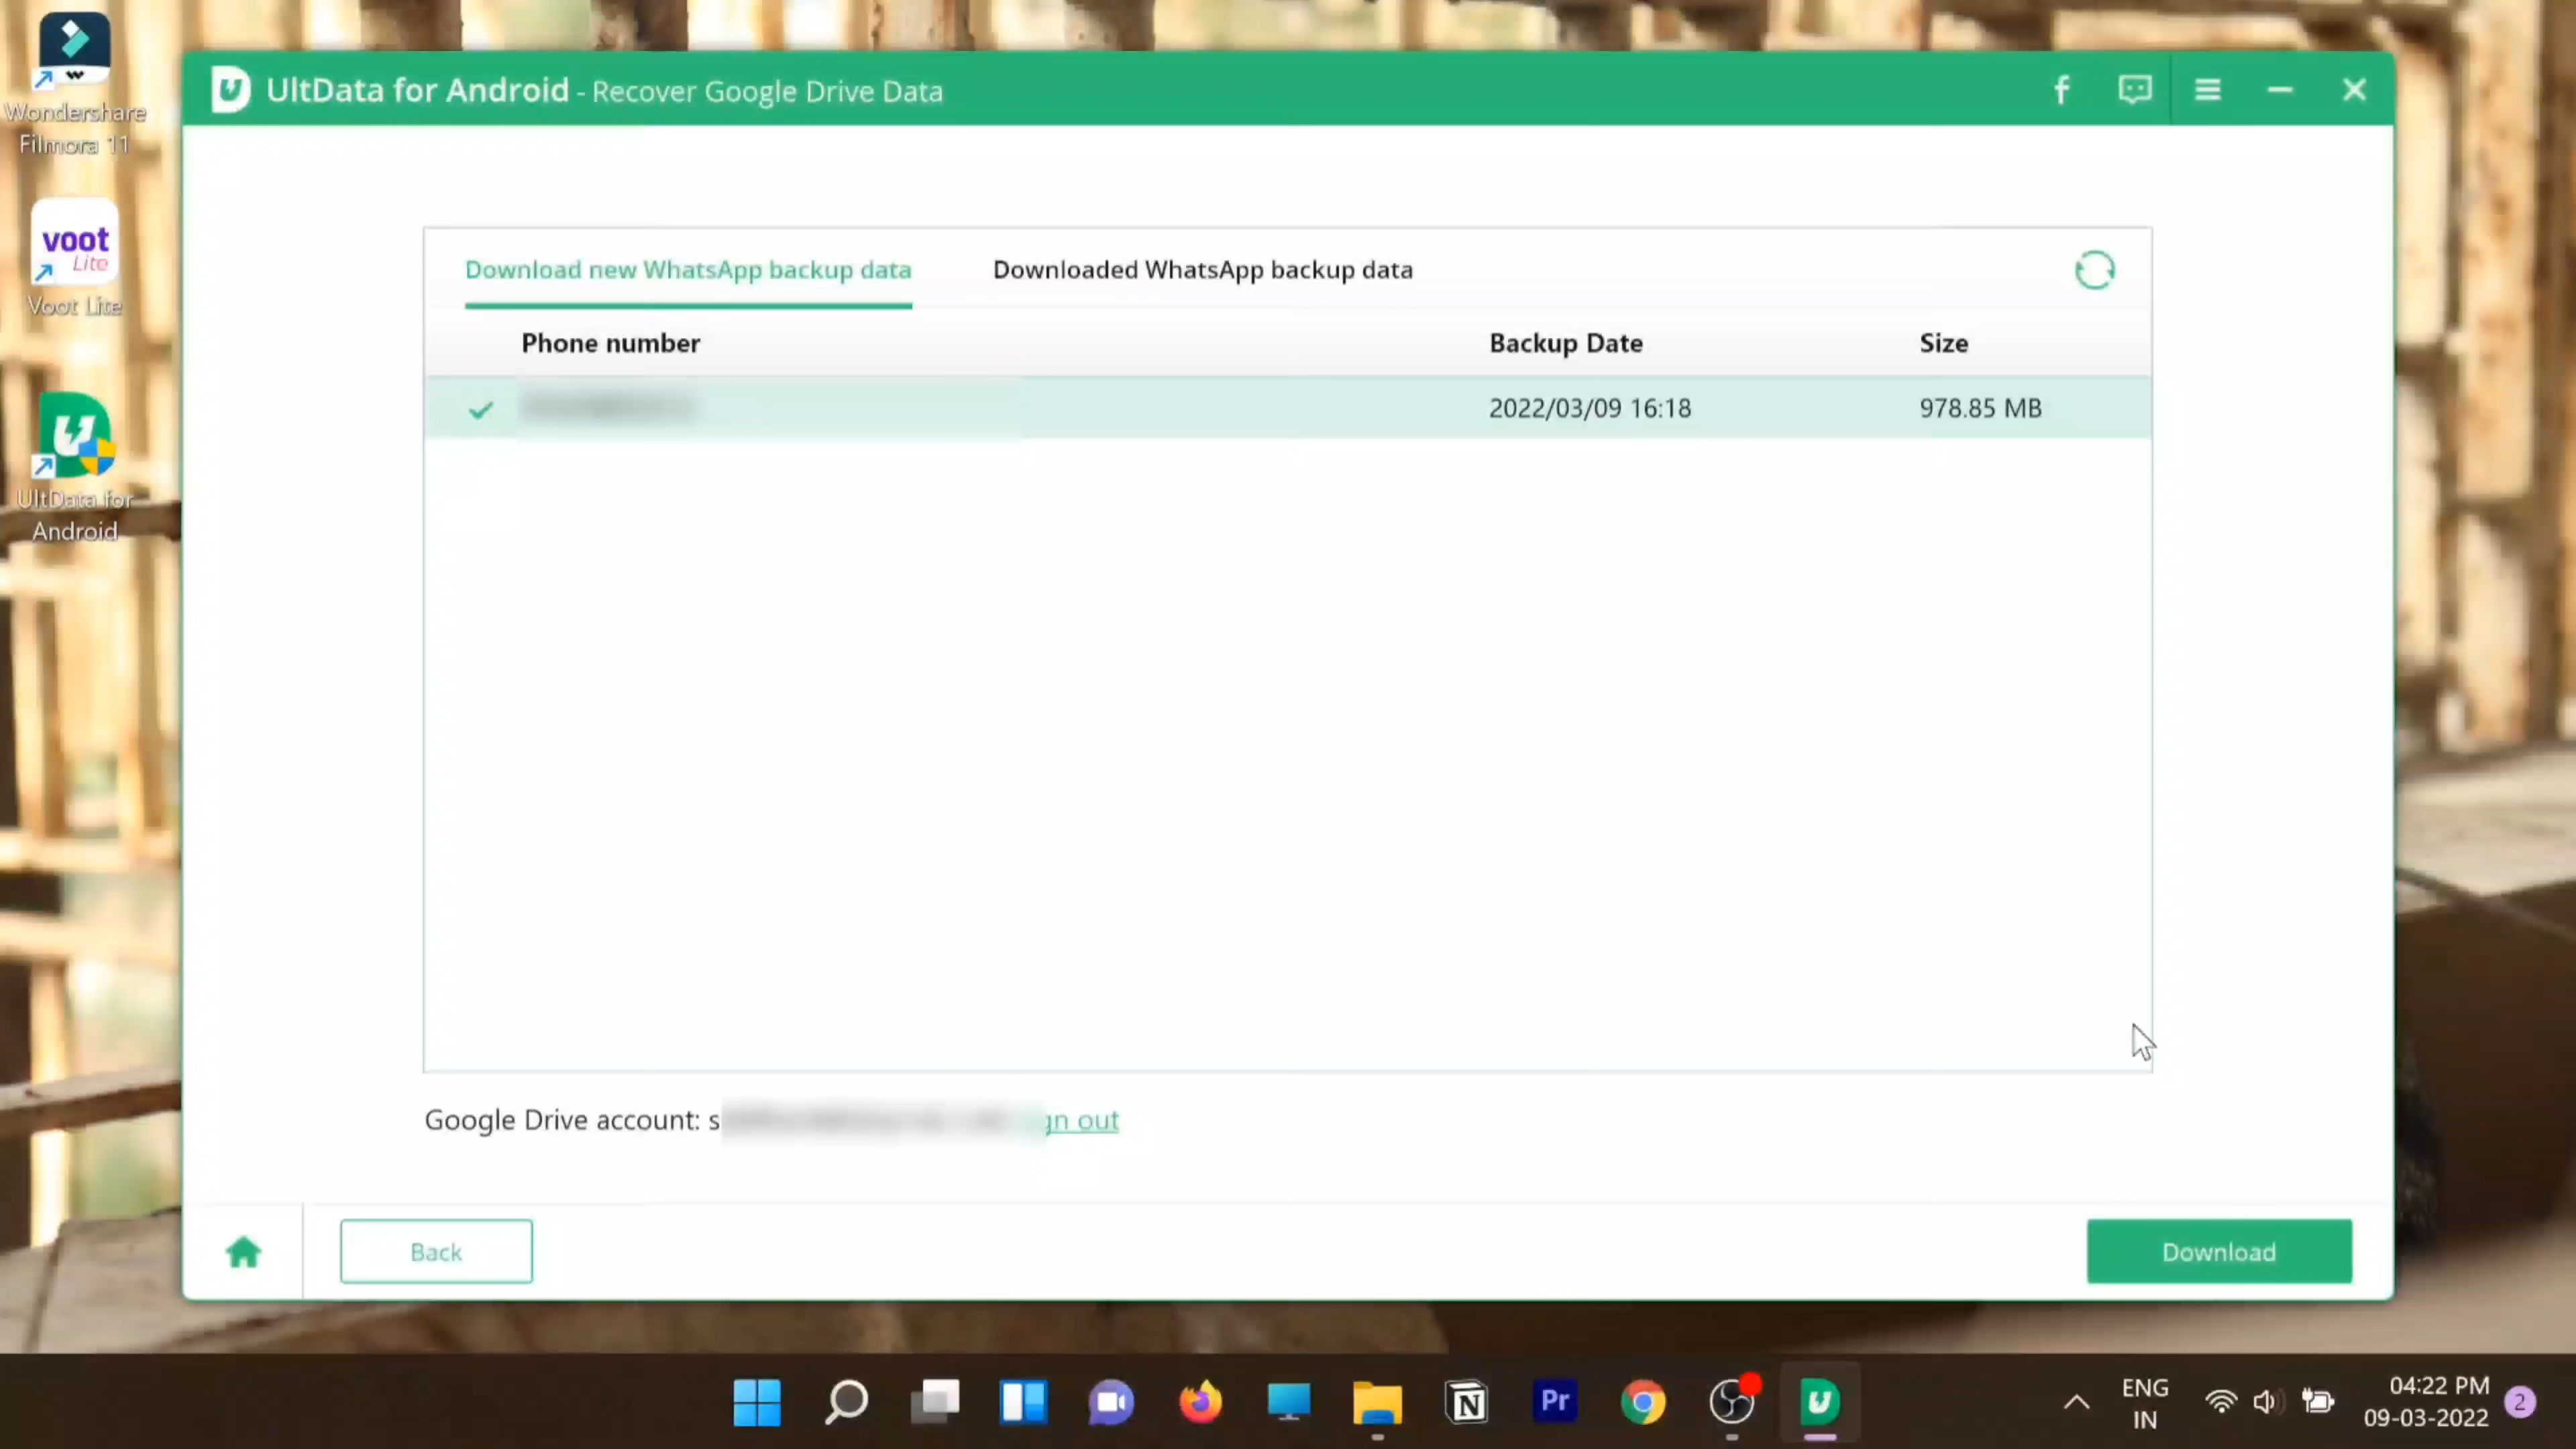 Wondershare
Filmora 11
voot
Lite
Voot Lite
UltData for
Android
UltData for Android - Recover Google Drive Data
Download new WhatsApp backup data
Downloaded WhatsApp backup data
Phone number
Backup Date
Size
2022/03/09 16:18
978.85 MB
Google Drive account: s
gn out
Back
Download
Pr
ENG
IN
04:22 PM
09-03-2022
2